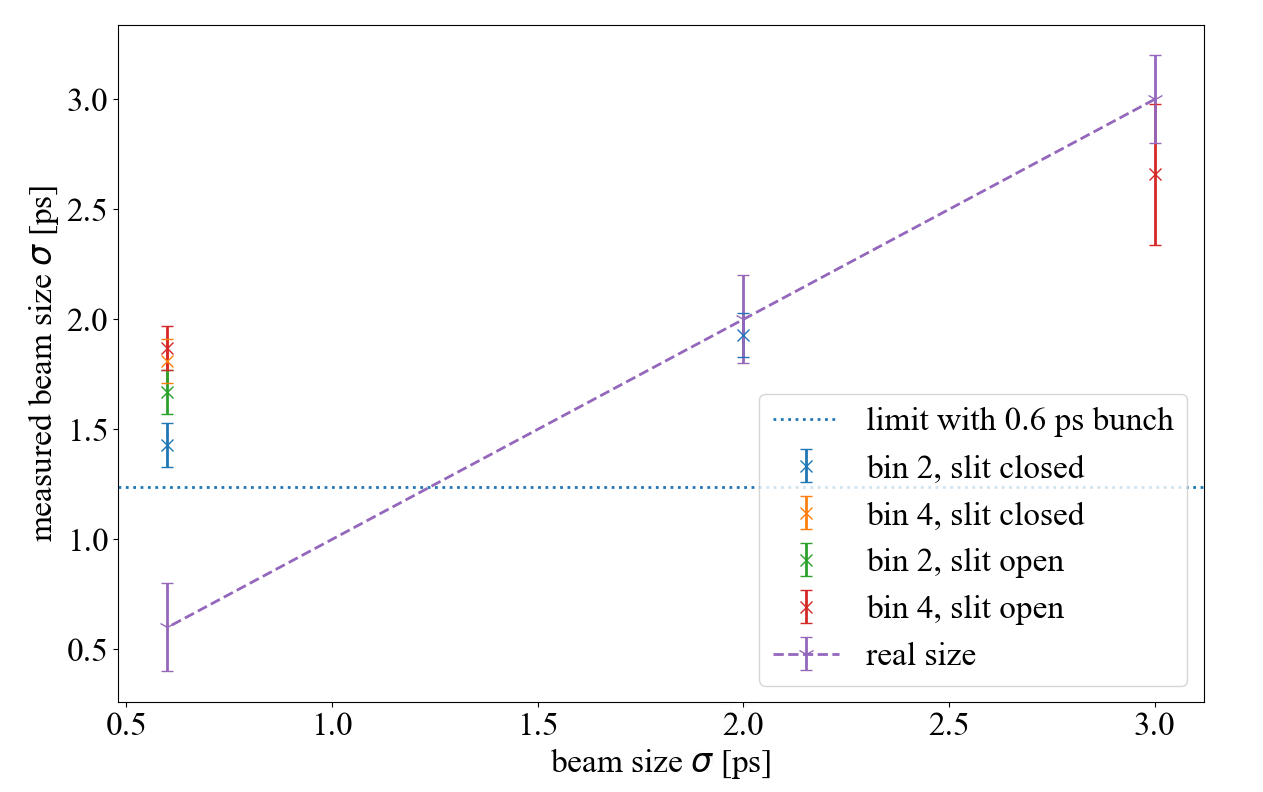 measured beam size σ [ps]
3.0
2.5
2.0
1.5
1.0
0.5
limit with 0.6 ps bunch
bin 2, slit closed
bin 4, slit closed
bin 2, slit open
bin 4, slit open
real size
0.5 1.0 1.5 2.0 2.5 3.0
beam size σ [ps]